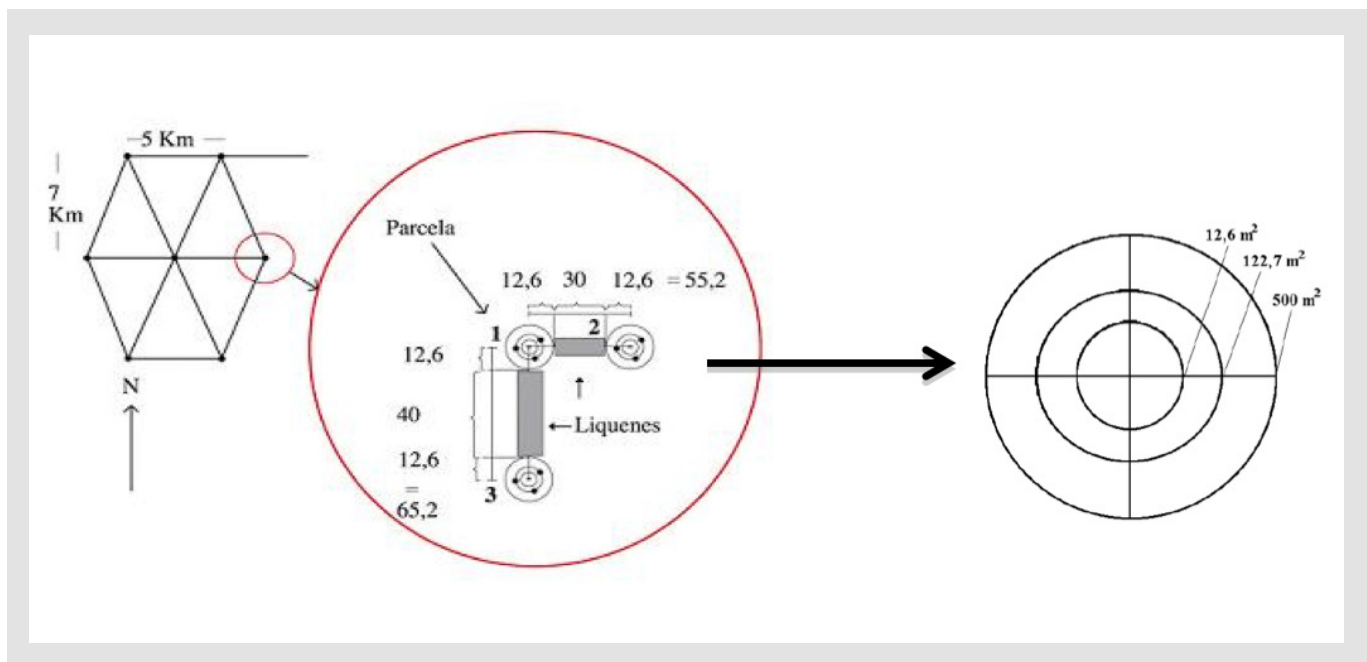 5 Km
7
Km
N
Parcela
12,6 30 12,6 = 55,2
1
2
12,6
40
12,6
=
65,2
3
Liquenes
12,6 m²
122,7 m²
500 m²